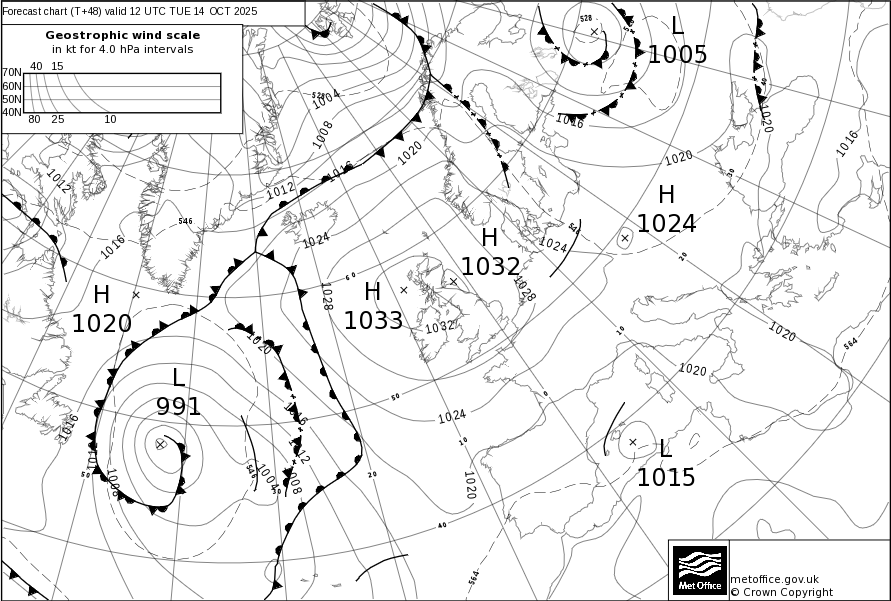 Forecast chart (T+48) valid 12 UTC TUE 14 OCT 2025
Geostrophic wind scale
in kt for 4.0 hPa intervals
40 15
70N
60N
50N
40N
80 25 10
528
L
1005
1004
1008
1016
1020
1020
1016
1012
1016
1020
1012
546
1016
1024
H
1024
H
1032
1024
546
H
1020
H
1033
1028
1028
1032
60
40
30
20
10
0
1020
564
1020
1020
L
991
1016
1012
1008
50
1016
1012
1008
1004
546
50
1024
10
20
1020
40
L
1015
564
Met Office
metoffice.gov.uk
© Crown Copyright